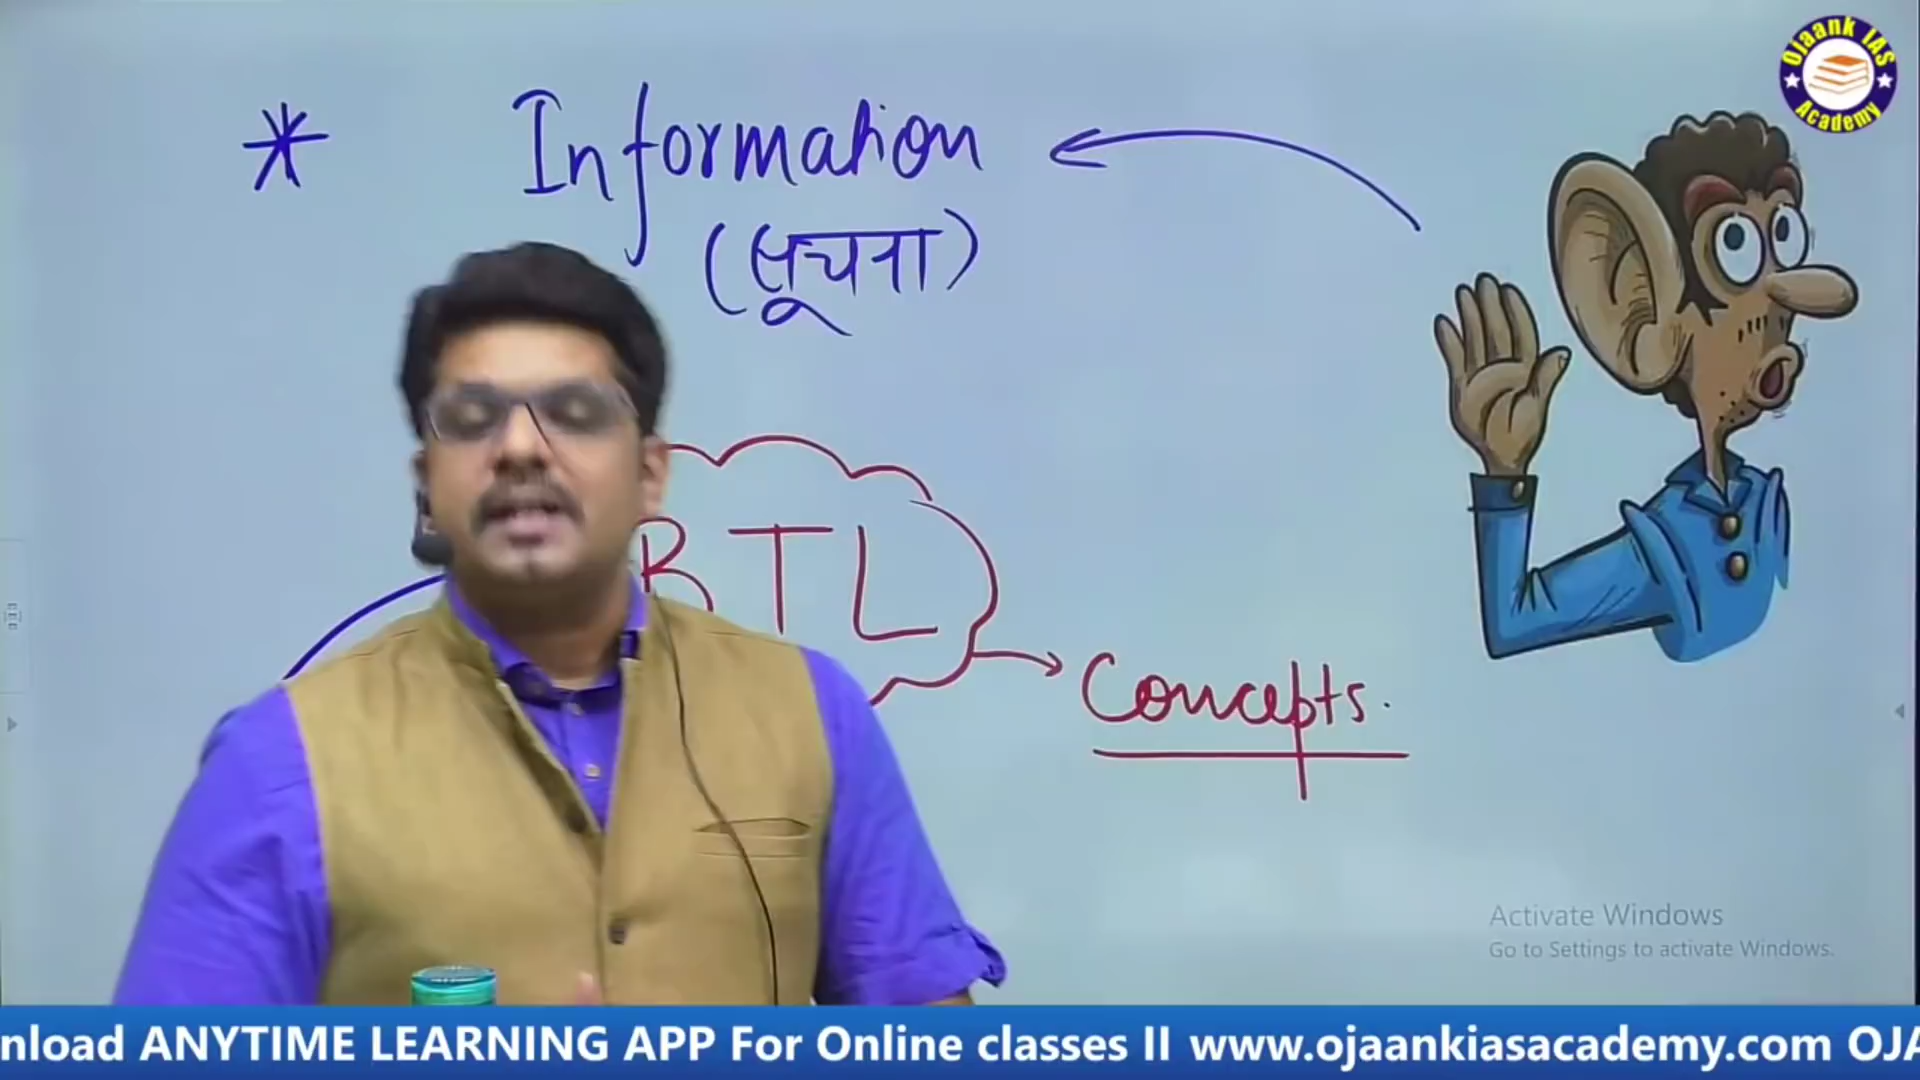 Ojaank IAS
Academy
* Information
(सूचना)
BTL
Concepts.
Activate Windows
Go to Settings to activate Windows.
nload ANYTIME LEARNING APP For Online classes II www.ojaankiasacademy.com OJA